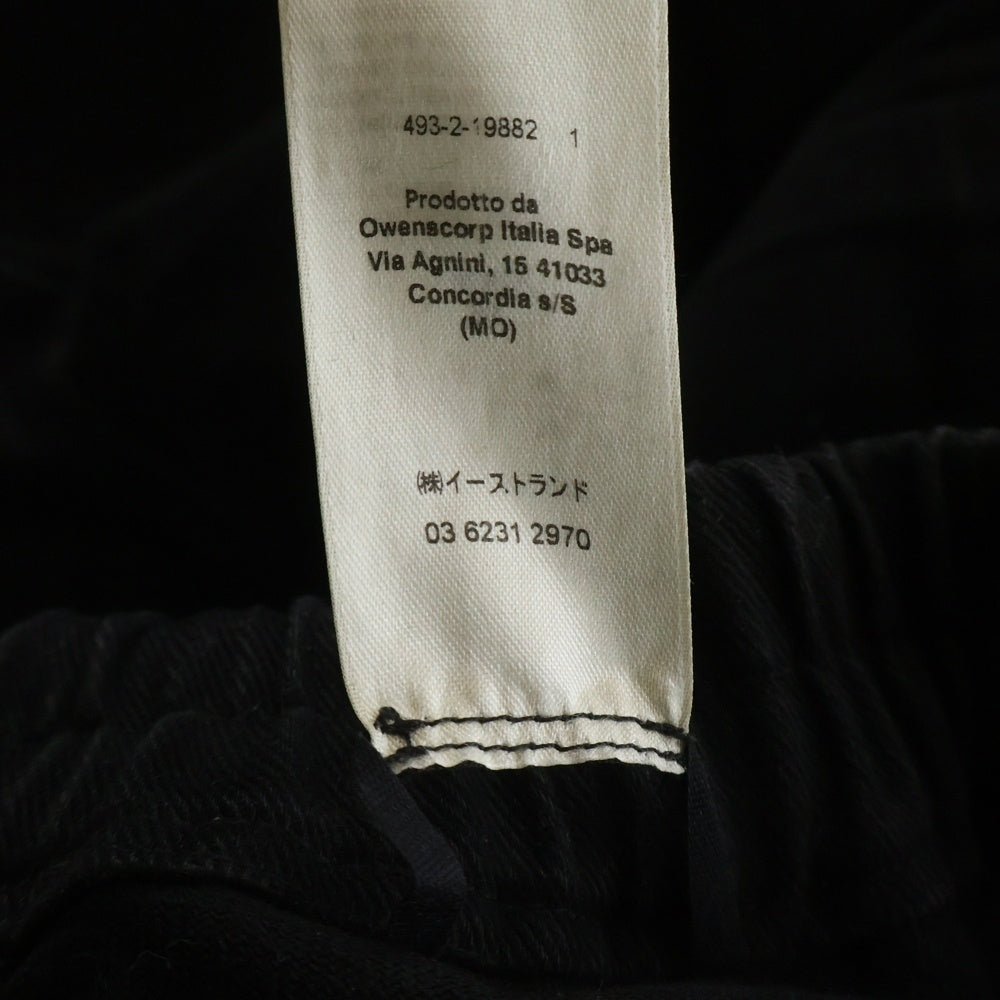 493-2-19882 1
Prodotto da
Owenscorp Italia Spa
Via Agnini, 15 41033
Concordia s/S
(MO)
㈱イーストランド
03 6231 2970